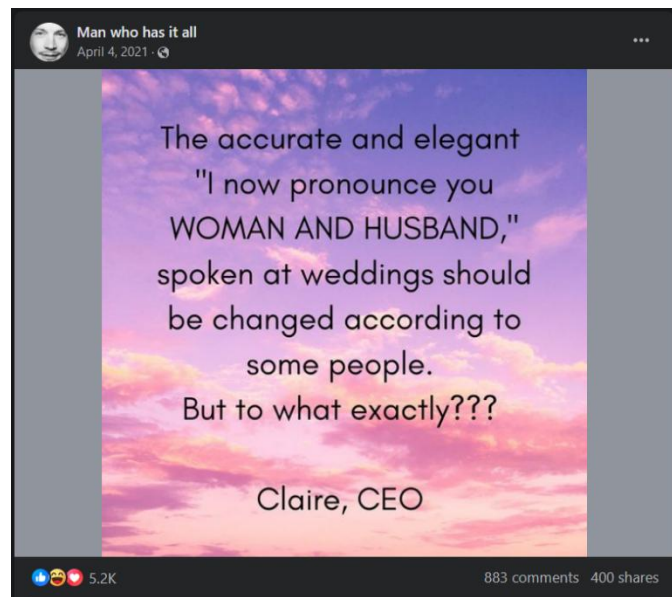 Man who has it all
April 4, 2021 ·
The accurate and elegant
"I now pronounce you
WOMAN AND HUSBAND,"
spoken at weddings should
be changed according to
some people.
But to what exactly???
Claire, CEO
5.2K
883 comments 400 shares